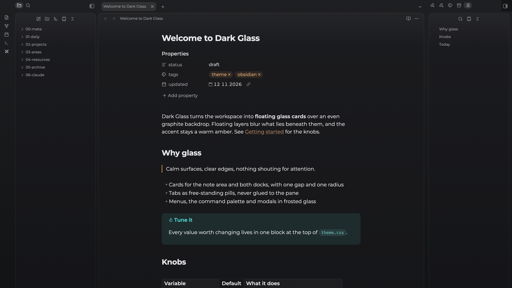 Welcome to Dark Glass
Welcome to Dark Glass
00-meta
01-daily
02-projects
03-areas
04-resources
05-archive
06-claude
Welcome to Dark Glass
Properties
status draft
tags theme × obsidian ×
updated 12.11.2026
+ Add property
Dark Glass turns the workspace into floating glass cards over an even
graphite backdrop. Floating layers blur what lies beneath them, and the
accent stays a warm amber. See Getting started for the knobs.
Why glass
Calm surfaces, clear edges, nothing shouting for attention.
• Cards for the note area and both docks, with one gap and one radius
• Tabs as free-standing pills, never glued to the pane
• Menus, the command palette and modals in frosted glass
Tune it
Every value worth changing lives in one block at the top of theme.css.
Knobs
Variable Default What it does
Why glass
Knobs
Today